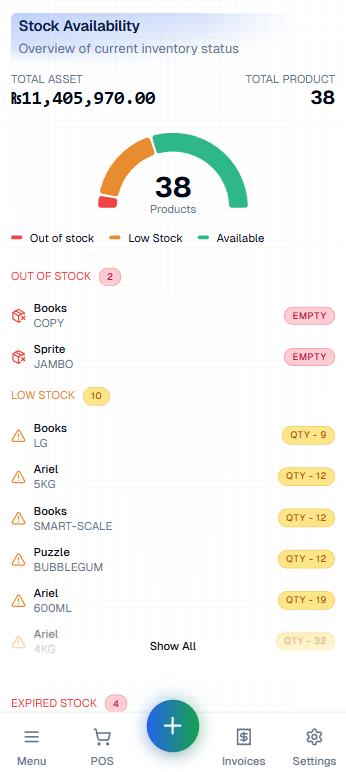 Stock Availability
Overview of current inventory status
TOTAL ASSET
TOTAL PRODUCT
₨11,405,970.00
38
38
Products
Out of stock
Low Stock
Available
OUT OF STOCK 2
Books
COPY
EMPTY
Sprite
JAMBO
EMPTY
LOW STOCK 10
Books
LG
QTY - 9
Ariel
5KG
QTY - 12
Books
SMART-SCALE
QTY - 12
Puzzle
BUBBLEGUM
QTY - 12
Ariel
600ML
QTY - 19
Ariel
4KG
QTY - 32
Show All
EXPIRED STOCK 4
Menu
POS
Invoices
Settings